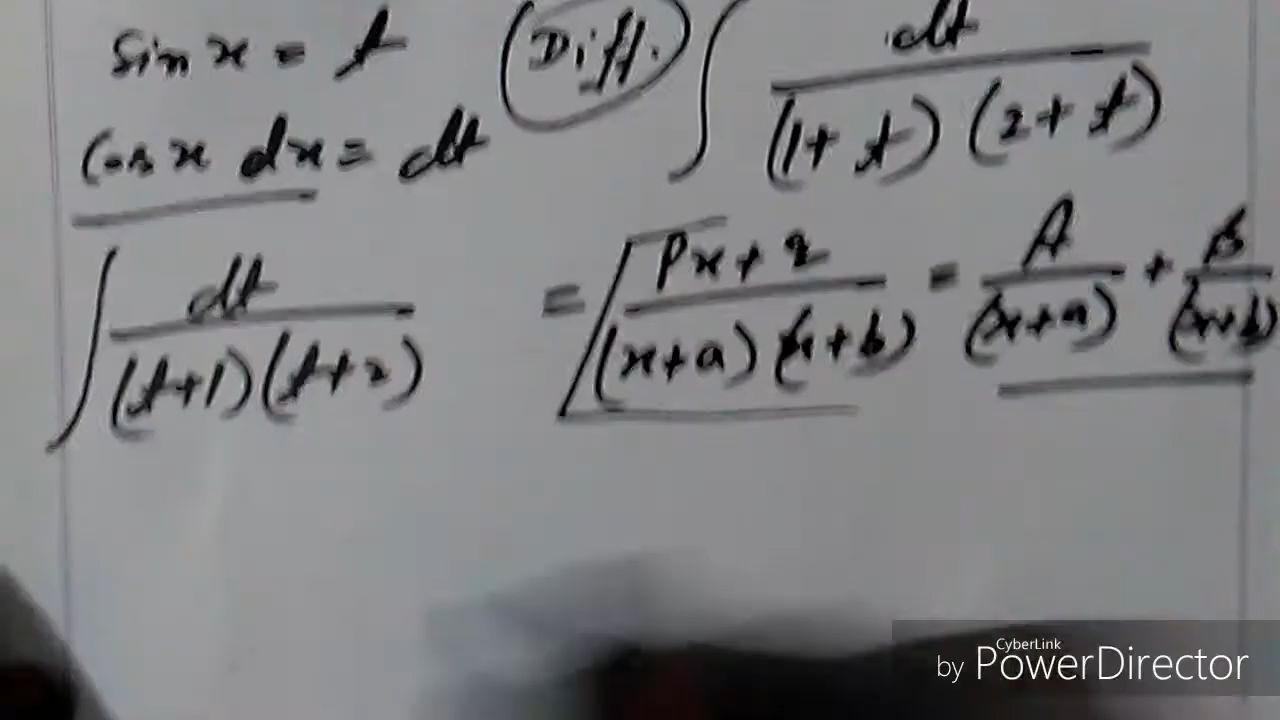 sin x = t (Diff.) ∫ dt / (1+t)(2+t)
cos x dx = dt
∫ dt / (t+1)(t+2) = px+q / (x+a)(x+b) = A / (x+a) + B / (x+b)
CyberLink
by PowerDirector